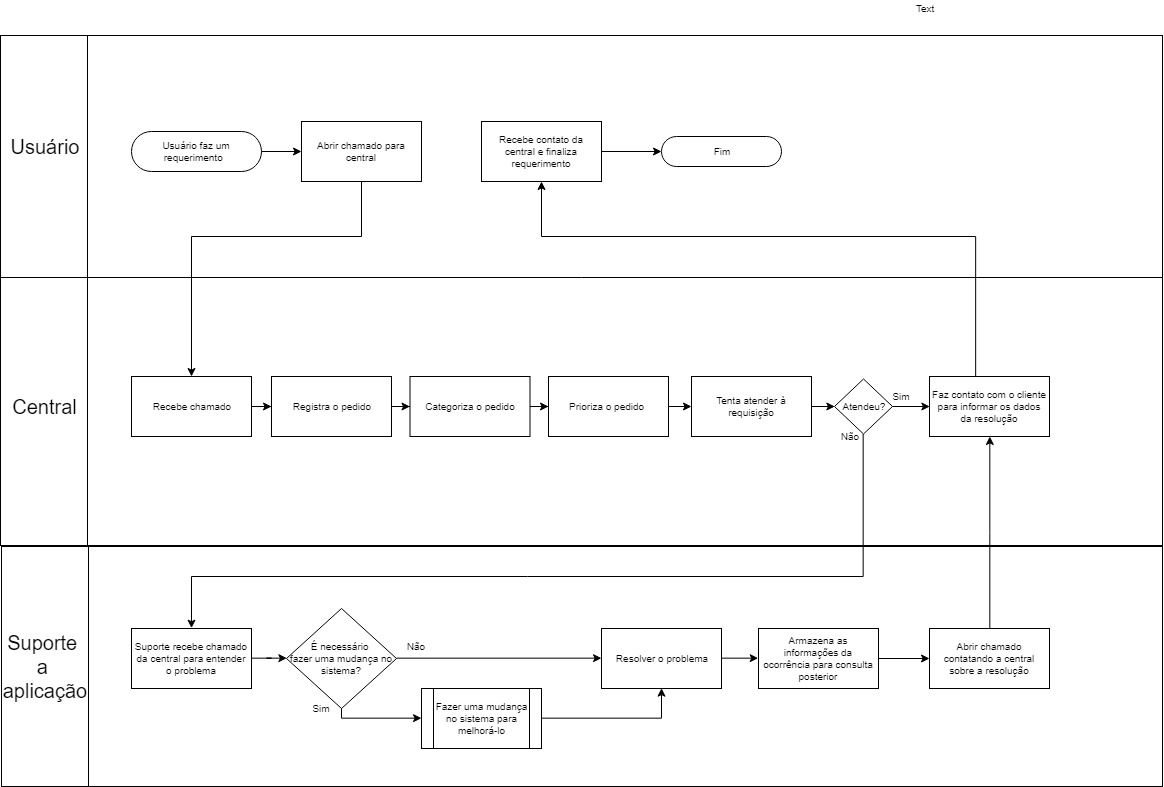 Text
Usuário
Usuário faz um
requerimento
Abrir chamado para
central
Recebe contato da
central e finaliza
requerimento
Fim
Central
Recebe chamado
Registra o pedido
Categoriza o pedido
Prioriza o pedido
Tenta atender à
requisição
Atendeu?
Sim
Não
Faz contato com o cliente
para informar os dados
da resolução
Suporte
a
aplicação
Suporte recebe chamado
da central para entender
o problema
É necessário
fazer uma mudança no
sistema?
Não
Sim
Fazer uma mudança
no sistema para
melhorá-lo
Resolver o problema
Armazena as
informações da
ocorrência para consulta
posterior
Abrir chamado
contatando a central
sobre a resolução